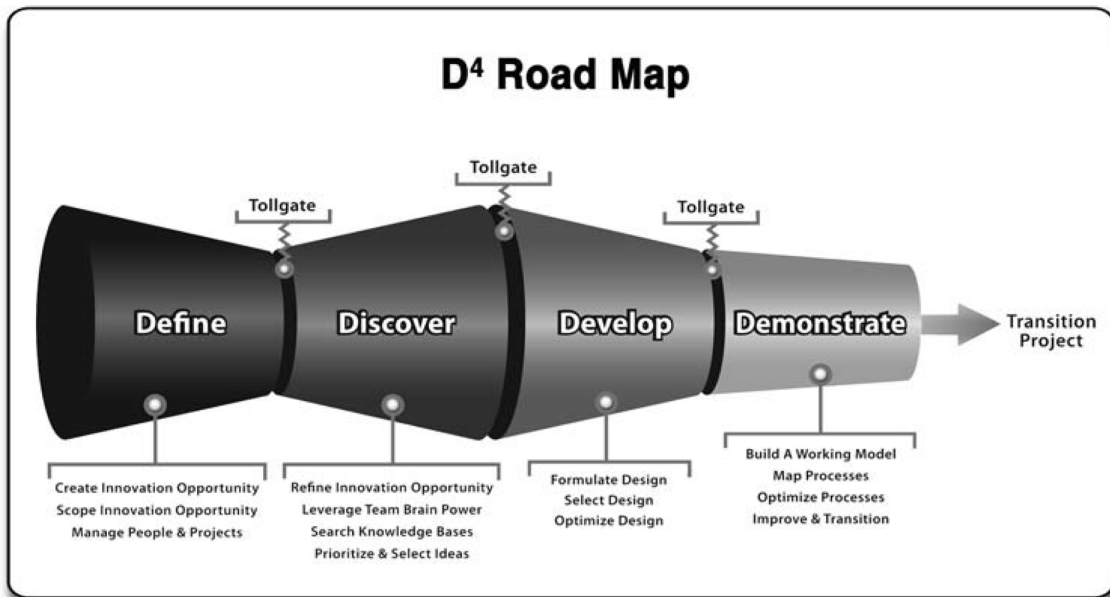 D⁴ Road Map
Tollgate
Tollgate
Tollgate
Define
Discover
Develop
Demonstrate
Transition
Project
Create Innovation Opportunity
Scope Innovation Opportunity
Manage People & Projects
Refine Innovation Opportunity
Leverage Team Brain Power
Search Knowledge Bases
Prioritize & Select Ideas
Formulate Design
Select Design
Optimize Design
Build A Working Model
Map Processes
Optimize Processes
Improve & Transition